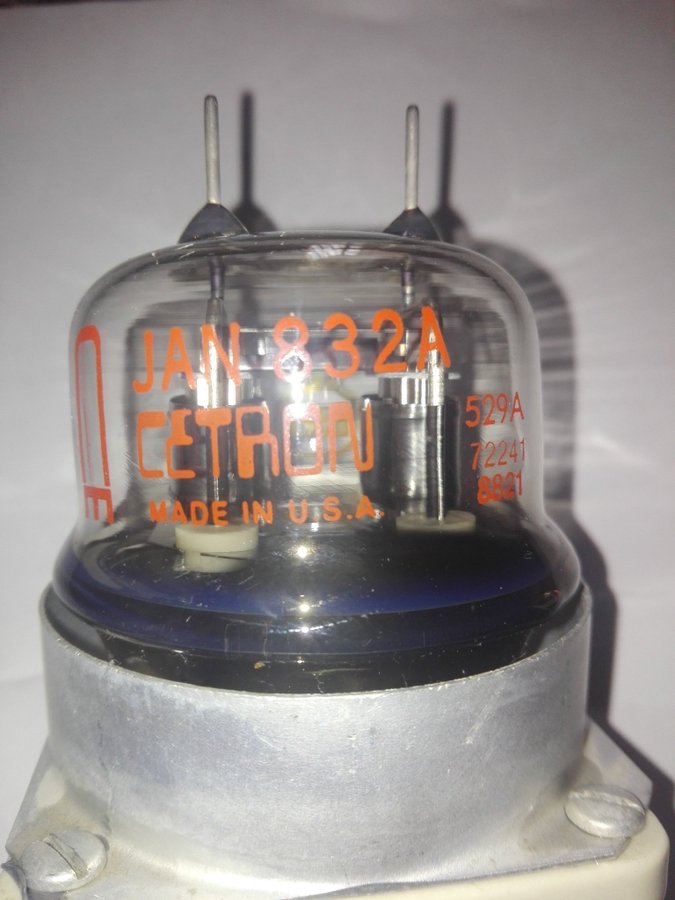 JAN 832A
CETRON
MADE IN U.S.A.
529A
72241
8821